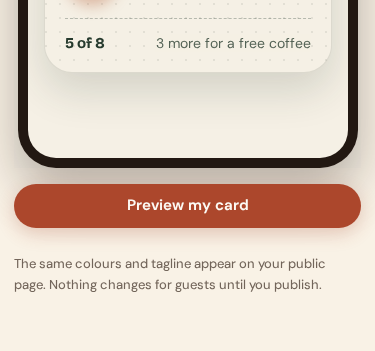 5 of 8 3 more for a free coffee
Preview my card
The same colours and tagline appear on your public
page. Nothing changes for guests until you publish.